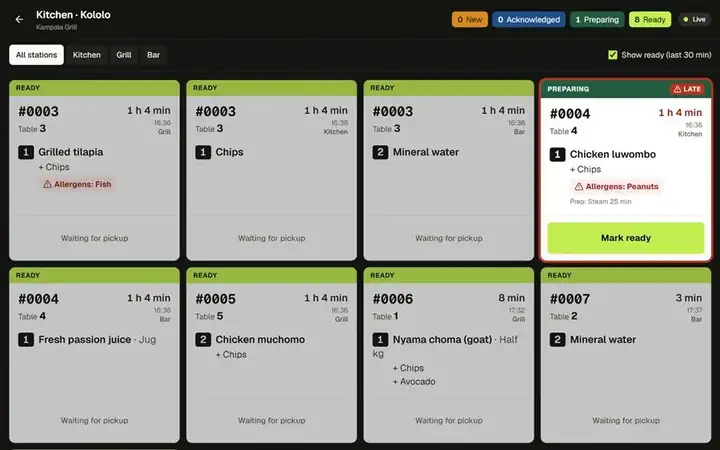 Kitchen · Kololo
Kampala Grill
0 New
0 Acknowledged
1 Preparing
8 Ready
Live
All stations
Kitchen
Grill
Bar
Show ready (last 30 min)
READY
#0003
1 h 4 min
Table 3
16:36
Grill
1 Grilled tilapia
+ Chips
Allergens: Fish
Waiting for pickup
READY
#0003
1 h 4 min
Table 3
16:36
Kitchen
1 Chips
Waiting for pickup
READY
#0003
1 h 4 min
Table 3
16:36
Bar
2 Mineral water
Waiting for pickup
PREPARING
LATE
#0004
1 h 4 min
Table 4
16:36
Kitchen
1 Chicken luwombo
+ Chips
Allergens: Peanuts
Prep: Steam 25 min
Mark ready
READY
#0004
1 h 4 min
Table 4
16:36
Bar
1 Fresh passion juice · Jug
Waiting for pickup
READY
#0005
1 h 4 min
Table 5
16:36
Grill
2 Chicken muchomo
+ Chips
Waiting for pickup
READY
#0006
8 min
Table 1
17:32
Grill
1 Nyama choma (goat) · Half
kg
+ Chips
+ Avocado
Waiting for pickup
READY
#0007
3 min
Table 2
17:37
Bar
2 Mineral water
Waiting for pickup